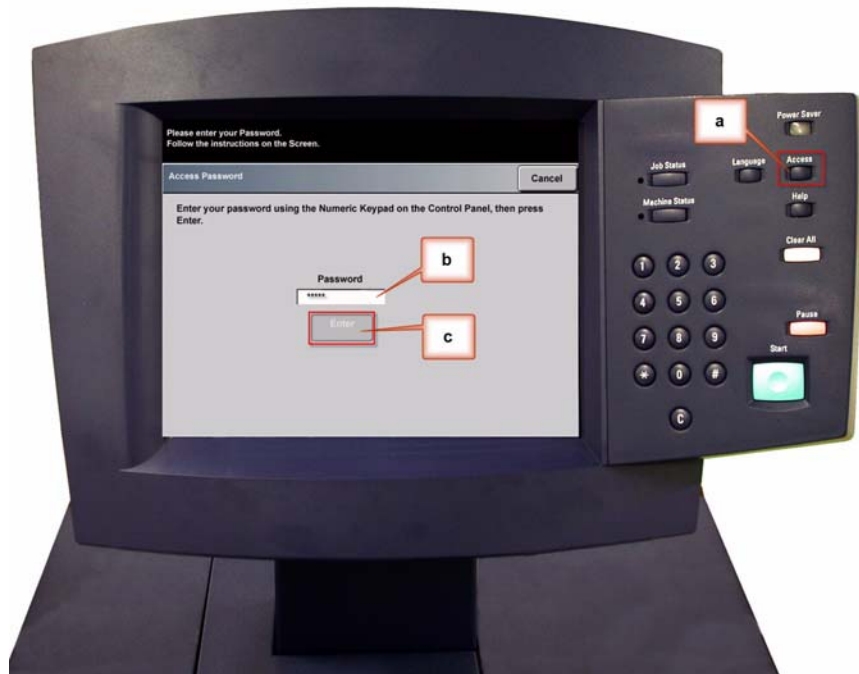 Please enter your Password.
Follow the instructions on the Screen.
Access Password
Cancel
Enter your password using the Numeric Keypad on the Control Panel, then press
Enter.
Password
*****
Enter
a
b
c
Power Saver
Job Status
Language
Access
Machine Status
Help
Clear All
1 2 3
4 5 6
7 8 9
* 0 #
C
Pause
Start